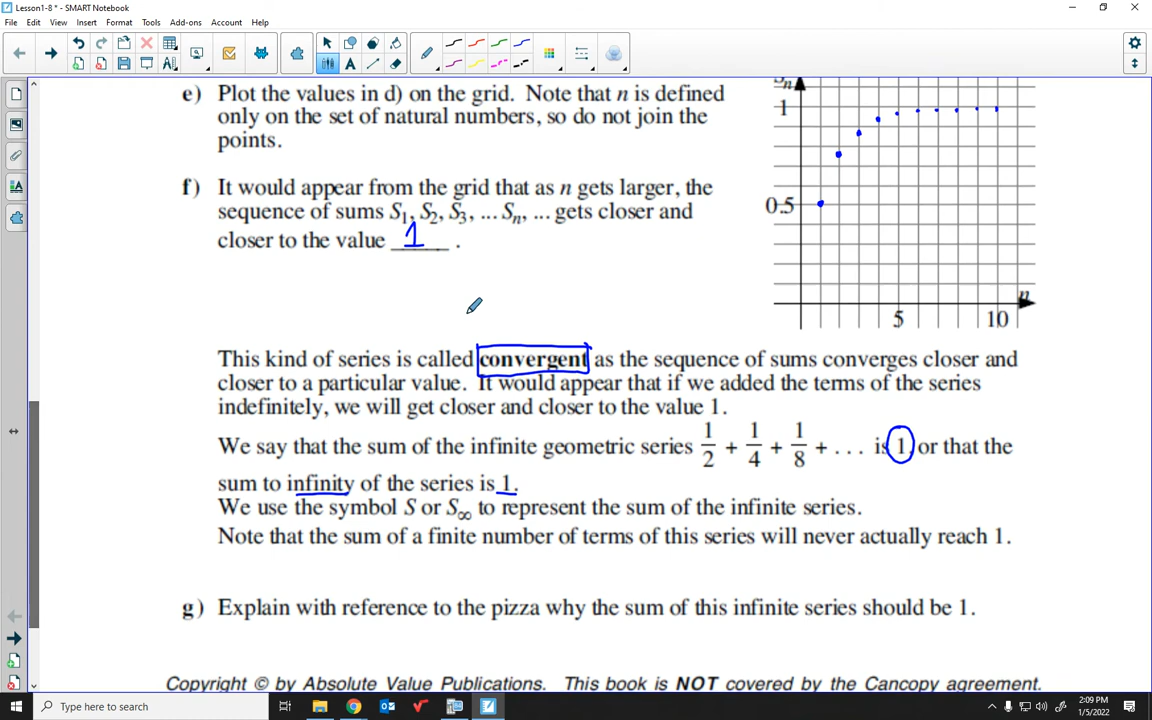 Lesson1-8 * - SMART Notebook
File Edit View Insert Format Tools Add-ons Account Help
e) Plot the values in d) on the grid. Note that n is defined
only on the set of natural numbers, so do not join the
points.
f) It would appear from the grid that as n gets larger, the
sequence of sums S₁, S₂, S₃, ... Sₙ, ... gets closer and
closer to the value 1 .
Sₙ
1
0.5
n
5 10
This kind of series is called convergent as the sequence of sums converges closer and
closer to a particular value. It would appear that if we added the terms of the series
indefinitely, we will get closer and closer to the value 1.
We say that the sum of the infinite geometric series 1/2 + 1/4 + 1/8 + . . . is 1, or that the
sum to infinity of the series is 1.
We use the symbol S or S∞ to represent the sum of the infinite series.
Note that the sum of a finite number of terms of this series will never actually reach 1.
g) Explain with reference to the pizza why the sum of this infinite series should be 1.
Copyright © by Absolute Value Publications. This book is NOT covered by the Cancopy agreement.
Type here to search
2:09 PM
1/5/2022